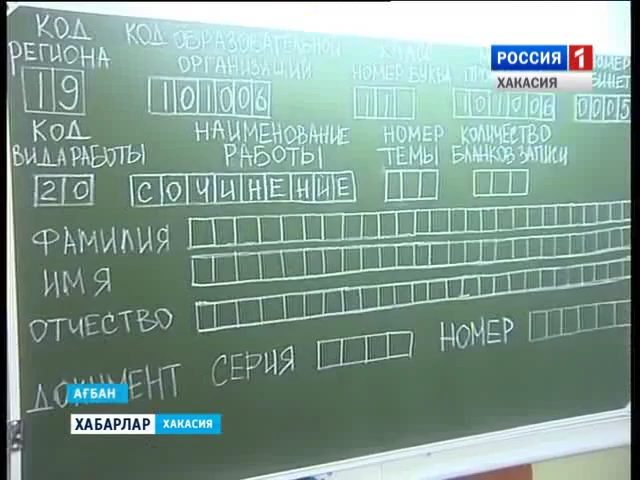 КОД РЕГИОНА
19
КОД ОБРАЗОВАТЕЛЬНОЙ ОРГАНИЗАЦИИ
101006
КЛАСС
НОМЕР БУКВА
11
101006
0005
РОССИЯ 1
ХАКАСИЯ
КОД ВИДА РАБОТЫ
20
НАИМЕНОВАНИЕ РАБОТЫ
СОЧИНЕНИЕ
НОМЕР ТЕМЫ
КОЛИЧЕСТВО БЛАНКОВ ЗАПИСИ
ФАМИЛИЯ
ИМЯ
ОТЧЕСТВО
ДОКУМЕНТ СЕРИЯ НОМЕР
АҒБАН
ХАБАРЛАР ХАКАСИЯ